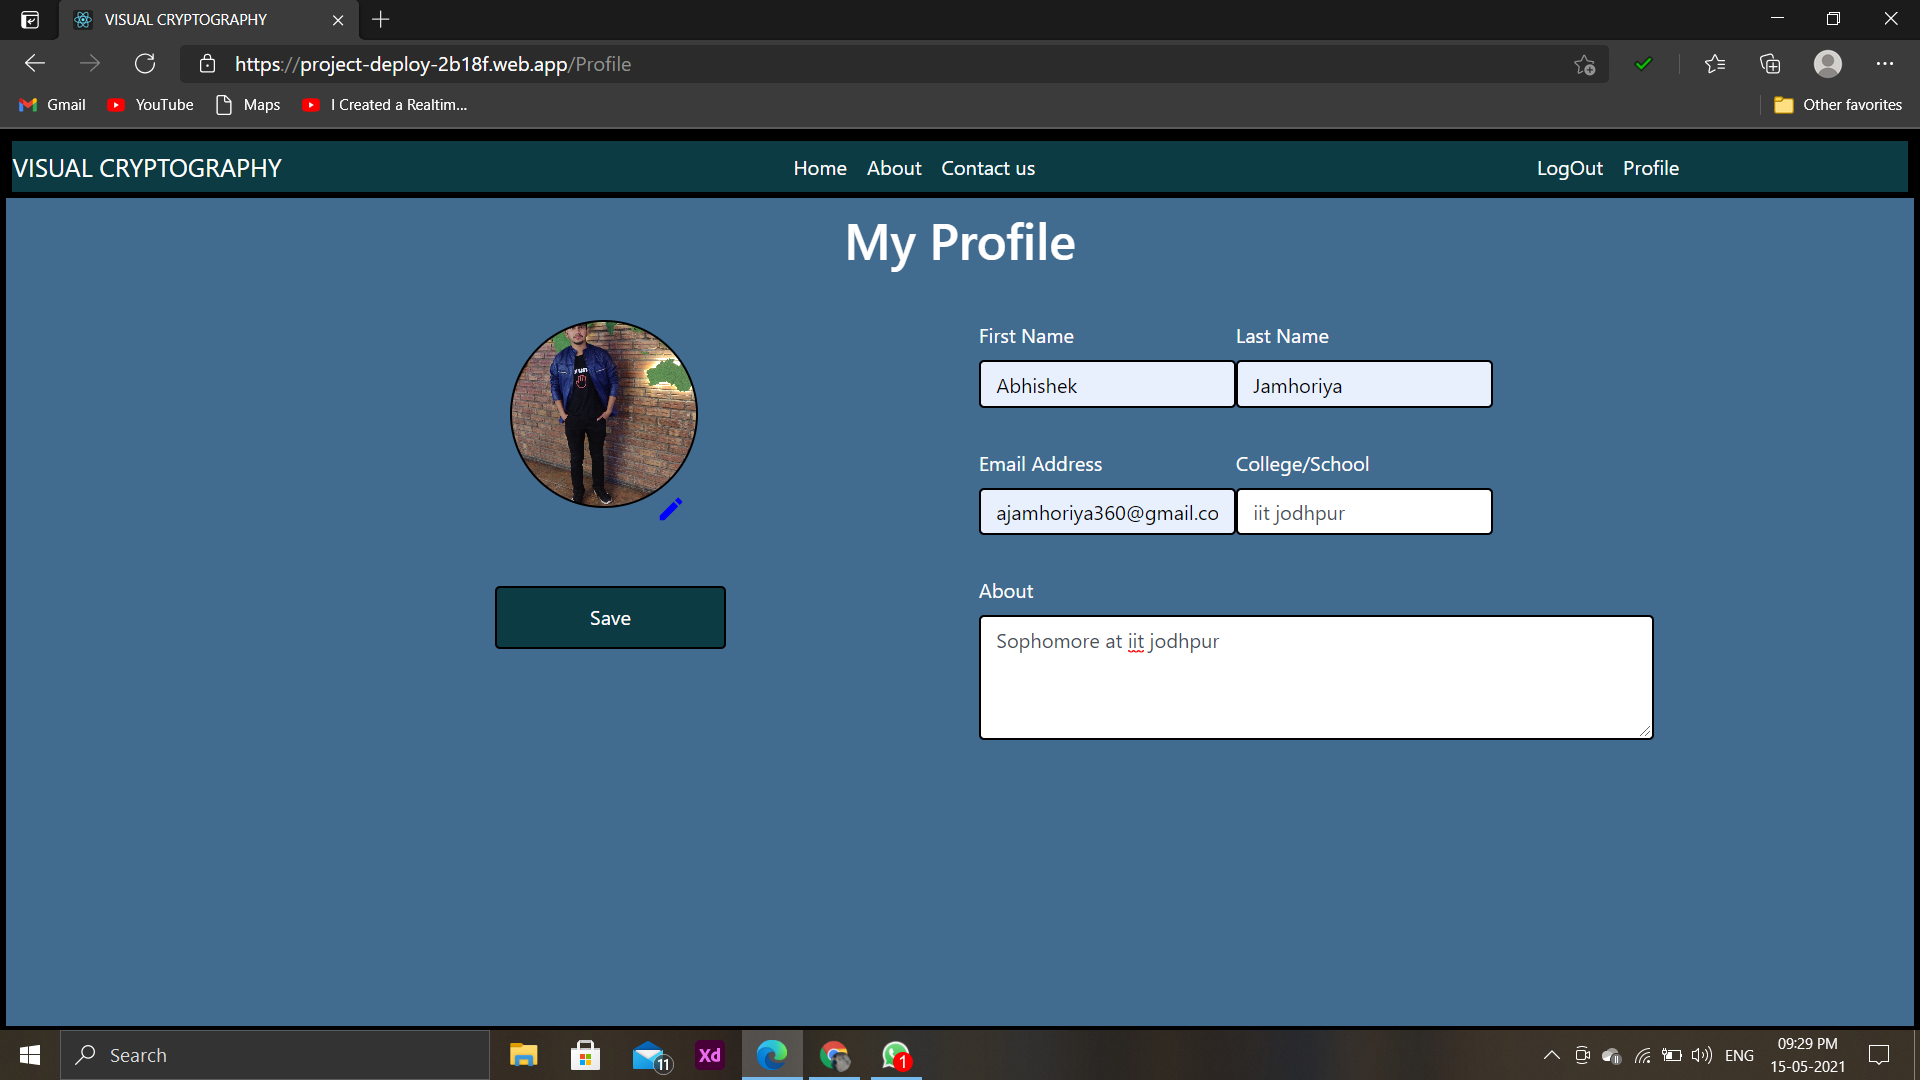 VISUAL CRYPTOGRAPHY
https://project-deploy-2b18f.web.app/Profile
Gmail YouTube Maps I Created a Realtim... Other favorites
VISUAL CRYPTOGRAPHY Home About Contact us LogOut Profile
My Profile
First Name Last Name
Abhishek Jamhoriya
Email Address College/School
ajamhoriya360@gmail.co iit jodhpur
About
Save
Sophomore at iit jodhpur
Search 11 Xd 1 ENG
09:29 PM
15-05-2021